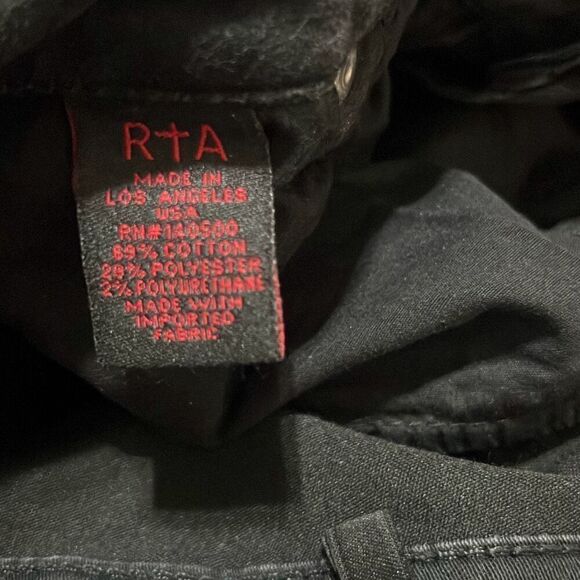 R†A
MADE IN
LOS ANGELES
USA
RN#140500
69% COTTON
29% POLYESTER
2% POLYURETHANE
MADE WITH
IMPORTED
FABRIC